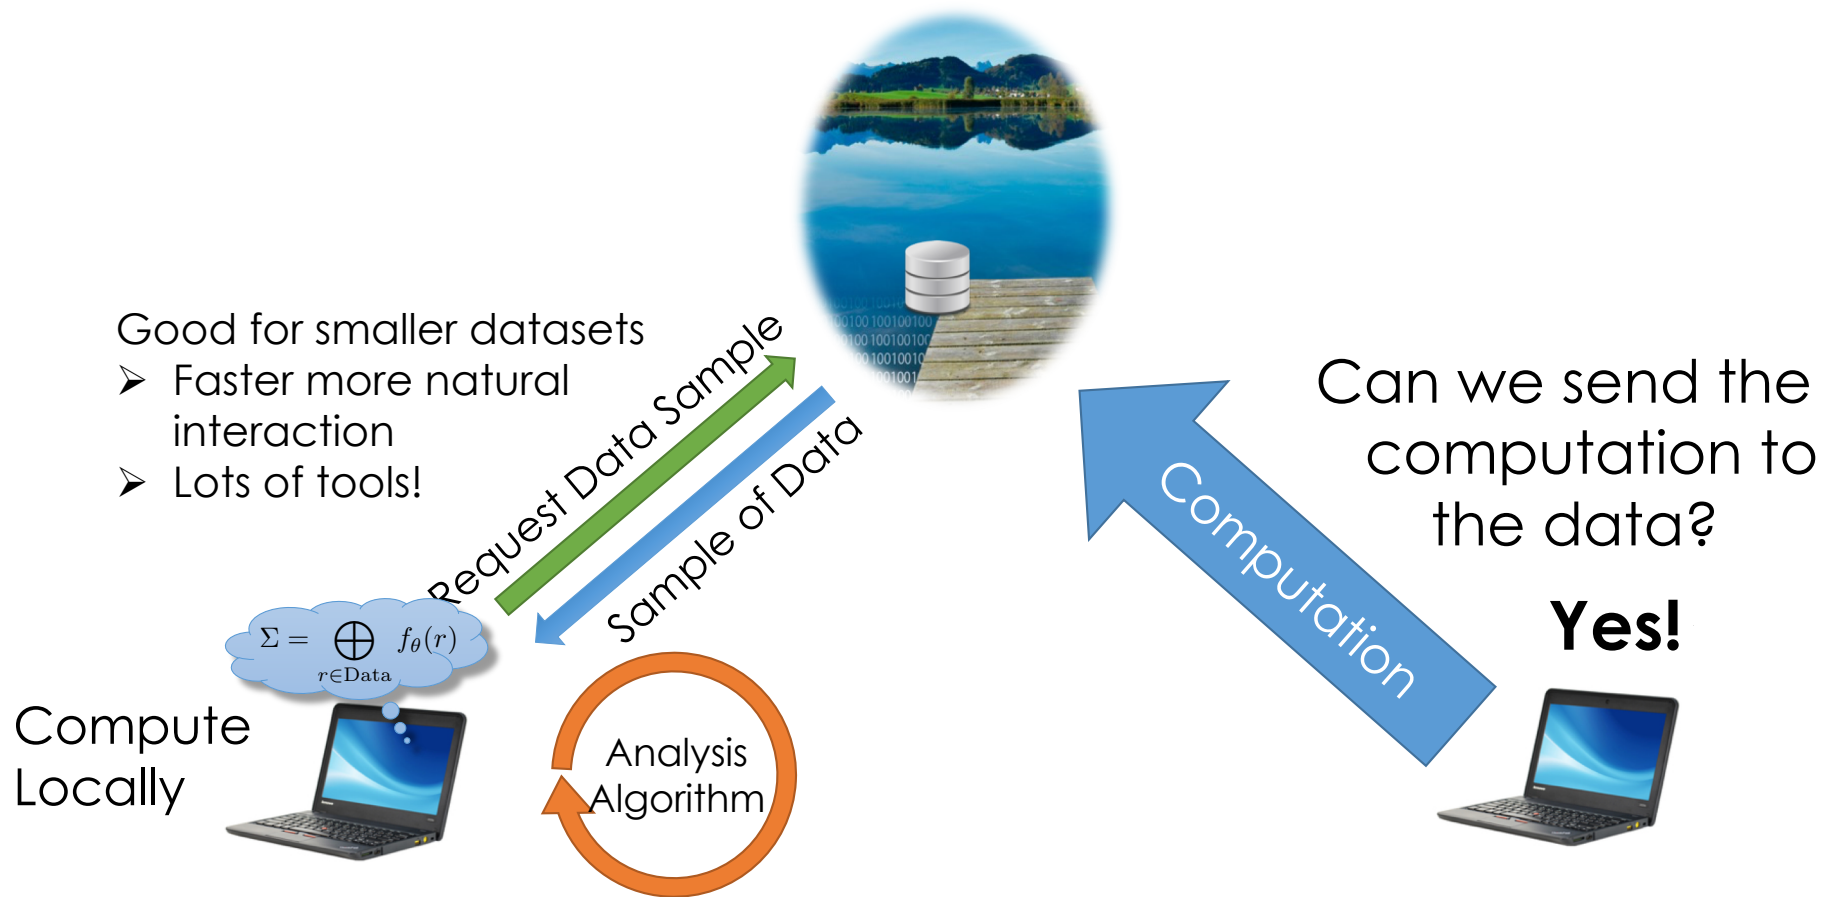 Good for smaller datasets
➢ Faster more natural
interaction
➢ Lots of tools!
Request Data Sample
Sample of Data
Σ = ⨁ f_θ(r)
r∈Data
Compute
Locally
Analysis
Algorithm
Computation
Can we send the
computation to
the data?
Yes!